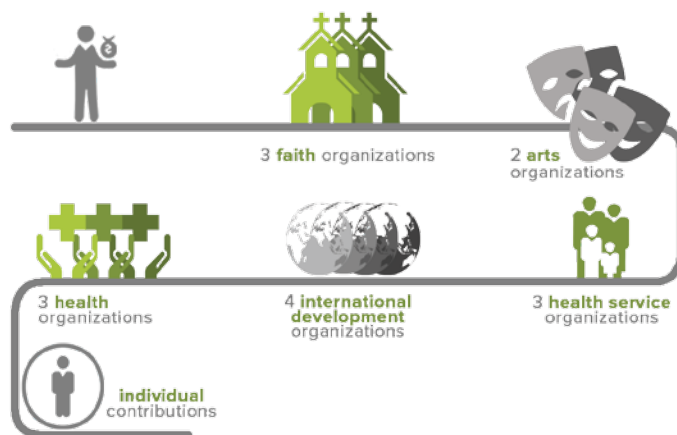 3 faith organizations
2 arts
organizations
3 health
organizations
4 international
development
organizations
3 health service
organizations
individual
contributions